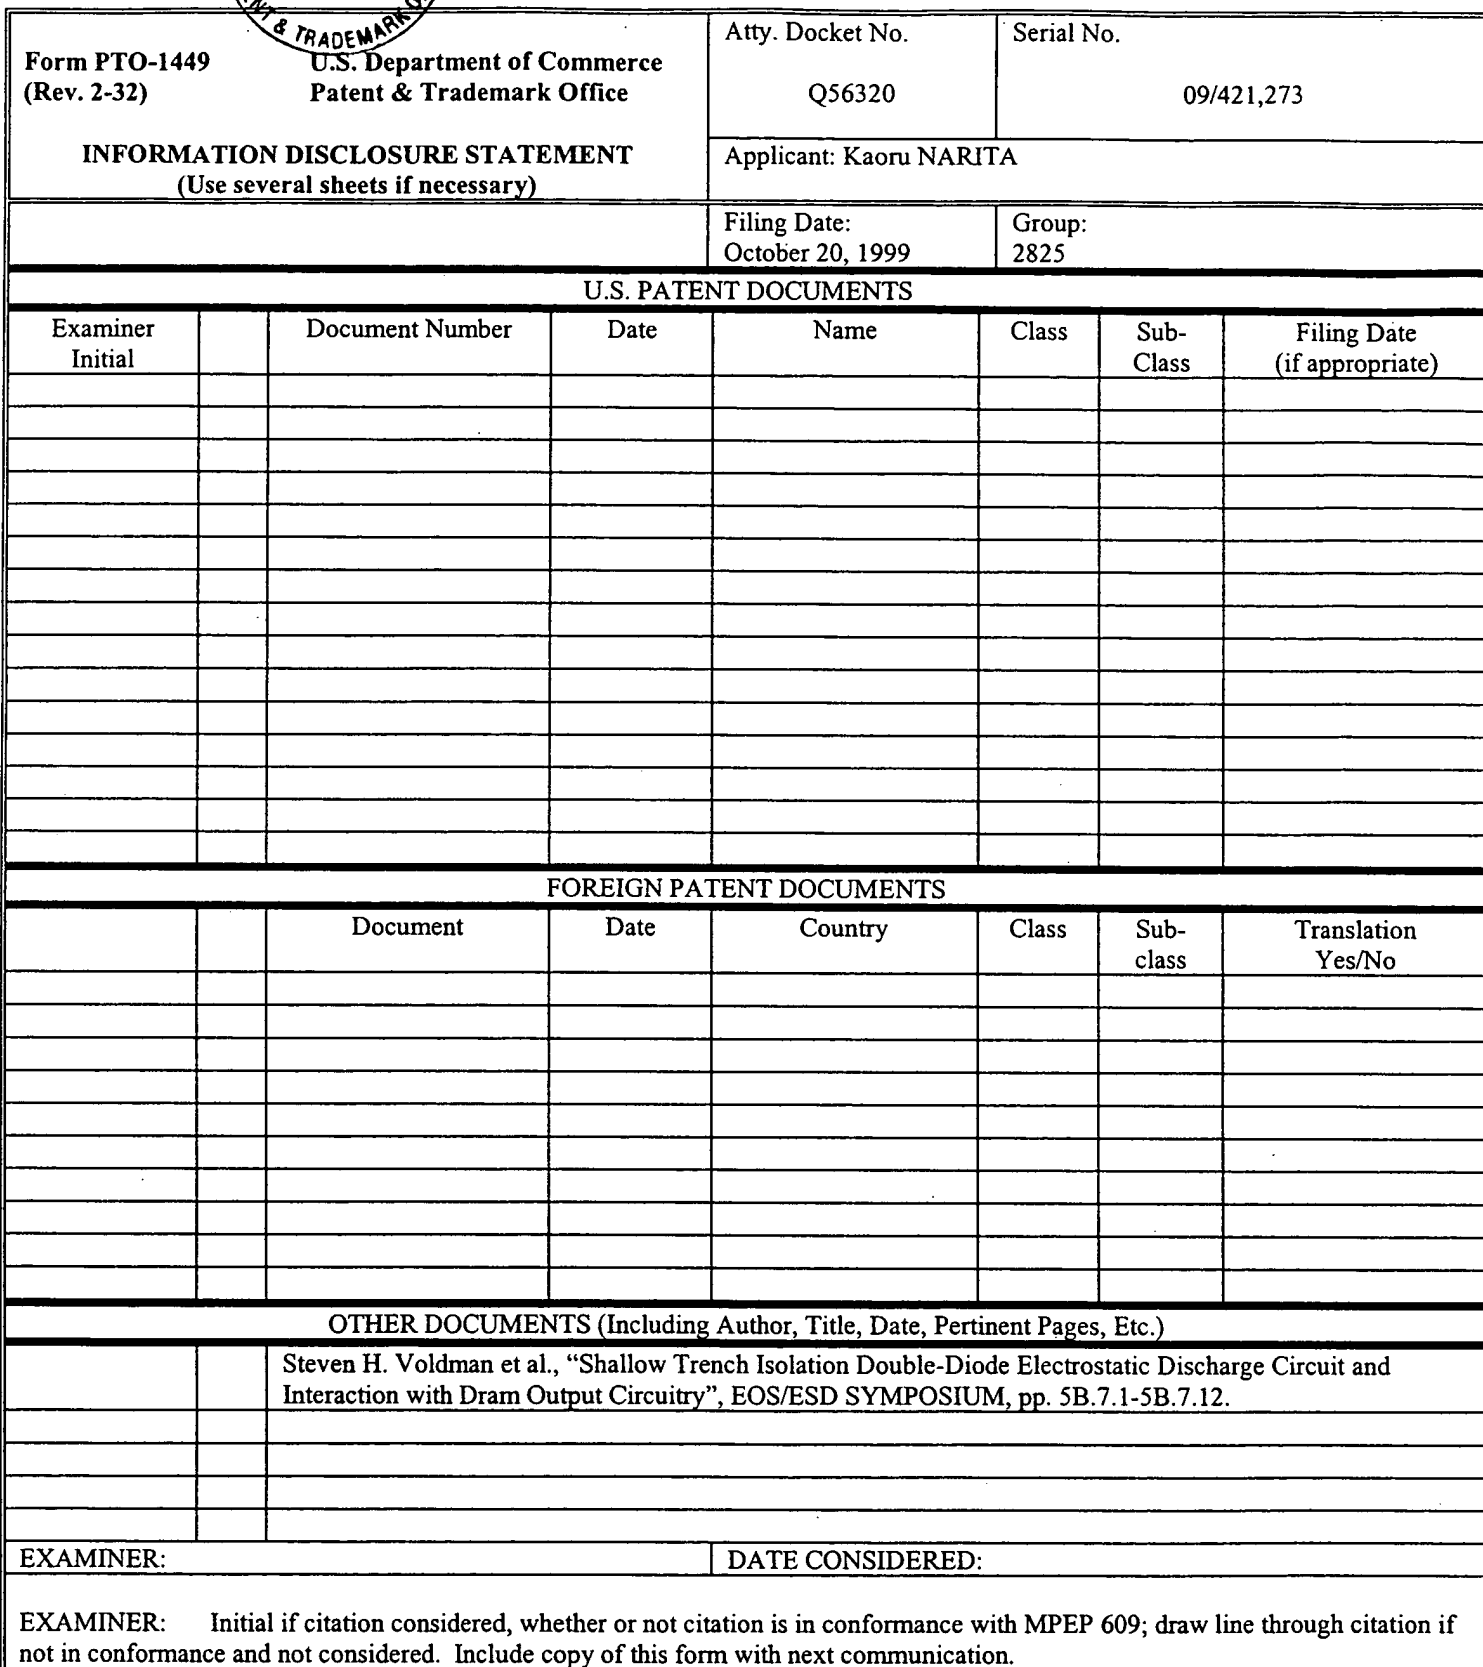 & TRADEMARK
Form PTO-1449 U.S. Department of Commerce
(Rev. 2-32) Patent & Trademark Office
INFORMATION DISCLOSURE STATEMENT
(Use several sheets if necessary)
Atty. Docket No.
Q56320
Serial No.
09/421,273
Applicant: Kaoru NARITA
Filing Date:
October 20, 1999
Group:
2825
U.S. PATENT DOCUMENTS
Examiner Initial Document Number Date Name Class Sub-Class Filing Date (if appropriate)
FOREIGN PATENT DOCUMENTS
Document Date Country Class Sub-class Translation Yes/No
OTHER DOCUMENTS (Including Author, Title, Date, Pertinent Pages, Etc.)
Steven H. Voldman et al., “Shallow Trench Isolation Double-Diode Electrostatic Discharge Circuit and
Interaction with Dram Output Circuitry”, EOS/ESD SYMPOSIUM, pp. 5B.7.1-5B.7.12.
EXAMINER: DATE CONSIDERED:
EXAMINER: Initial if citation considered, whether or not citation is in conformance with MPEP 609; draw line through citation if
not in conformance and not considered. Include copy of this form with next communication.